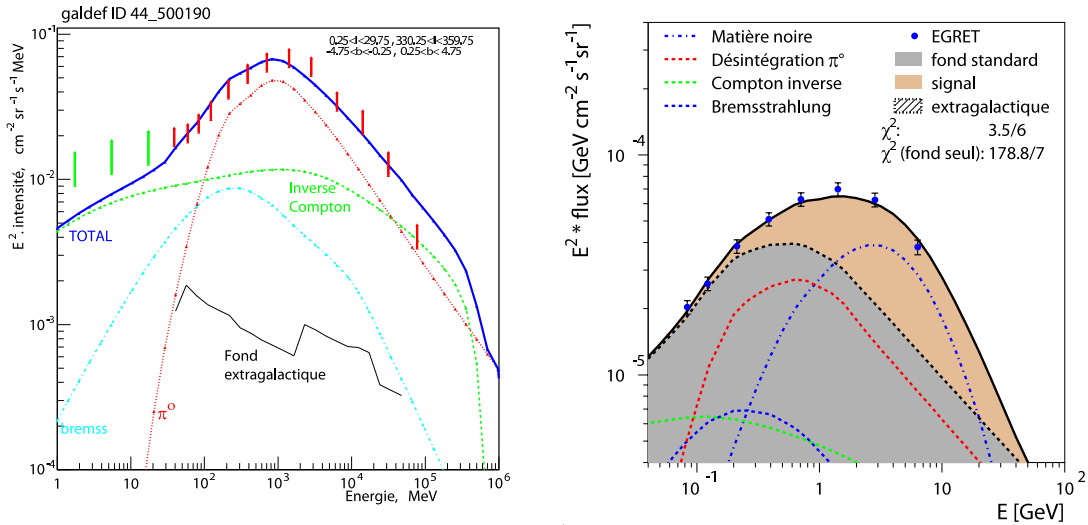 galdef ID 44_500190
0.25<l<29.75, 330.25<l<359.75
-4.75<b<-0.25, 0.25<b<4.75
E². intensité, cm⁻² sr⁻¹ s⁻¹ MeV
10⁻¹
10⁻²
10⁻³
10⁻⁴
TOTAL
Inverse
Compton
Fond
extragalactique
π⁰
bremss
1
10
10²
10³
10⁴
10⁵
10⁶
Energie, MeV
Matière noire
Désintégration π⁰
Compton inverse
Bremsstrahlung
EGRET
fond standard
signal
extragalactique
χ²: 3.5/6
χ² (fond seul): 178.8/7
E² * flux [GeV cm⁻² s⁻¹ sr⁻¹]
10⁻⁴
10⁻⁵
10⁻¹
1
10
10²
E [GeV]